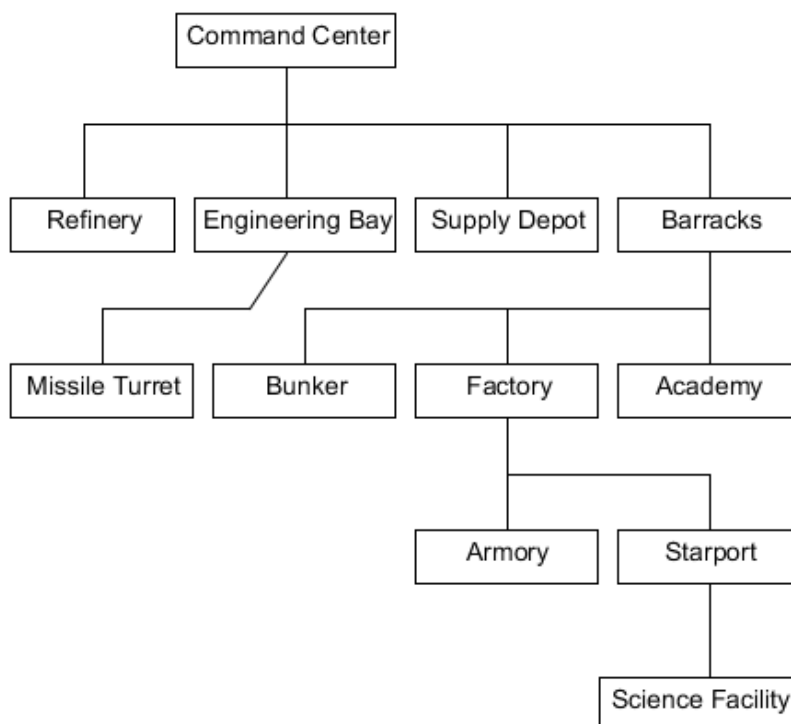 Command Center
Refinery
Engineering Bay
Supply Depot
Barracks
Missile Turret
Bunker
Factory
Academy
Armory
Starport
Science Facility